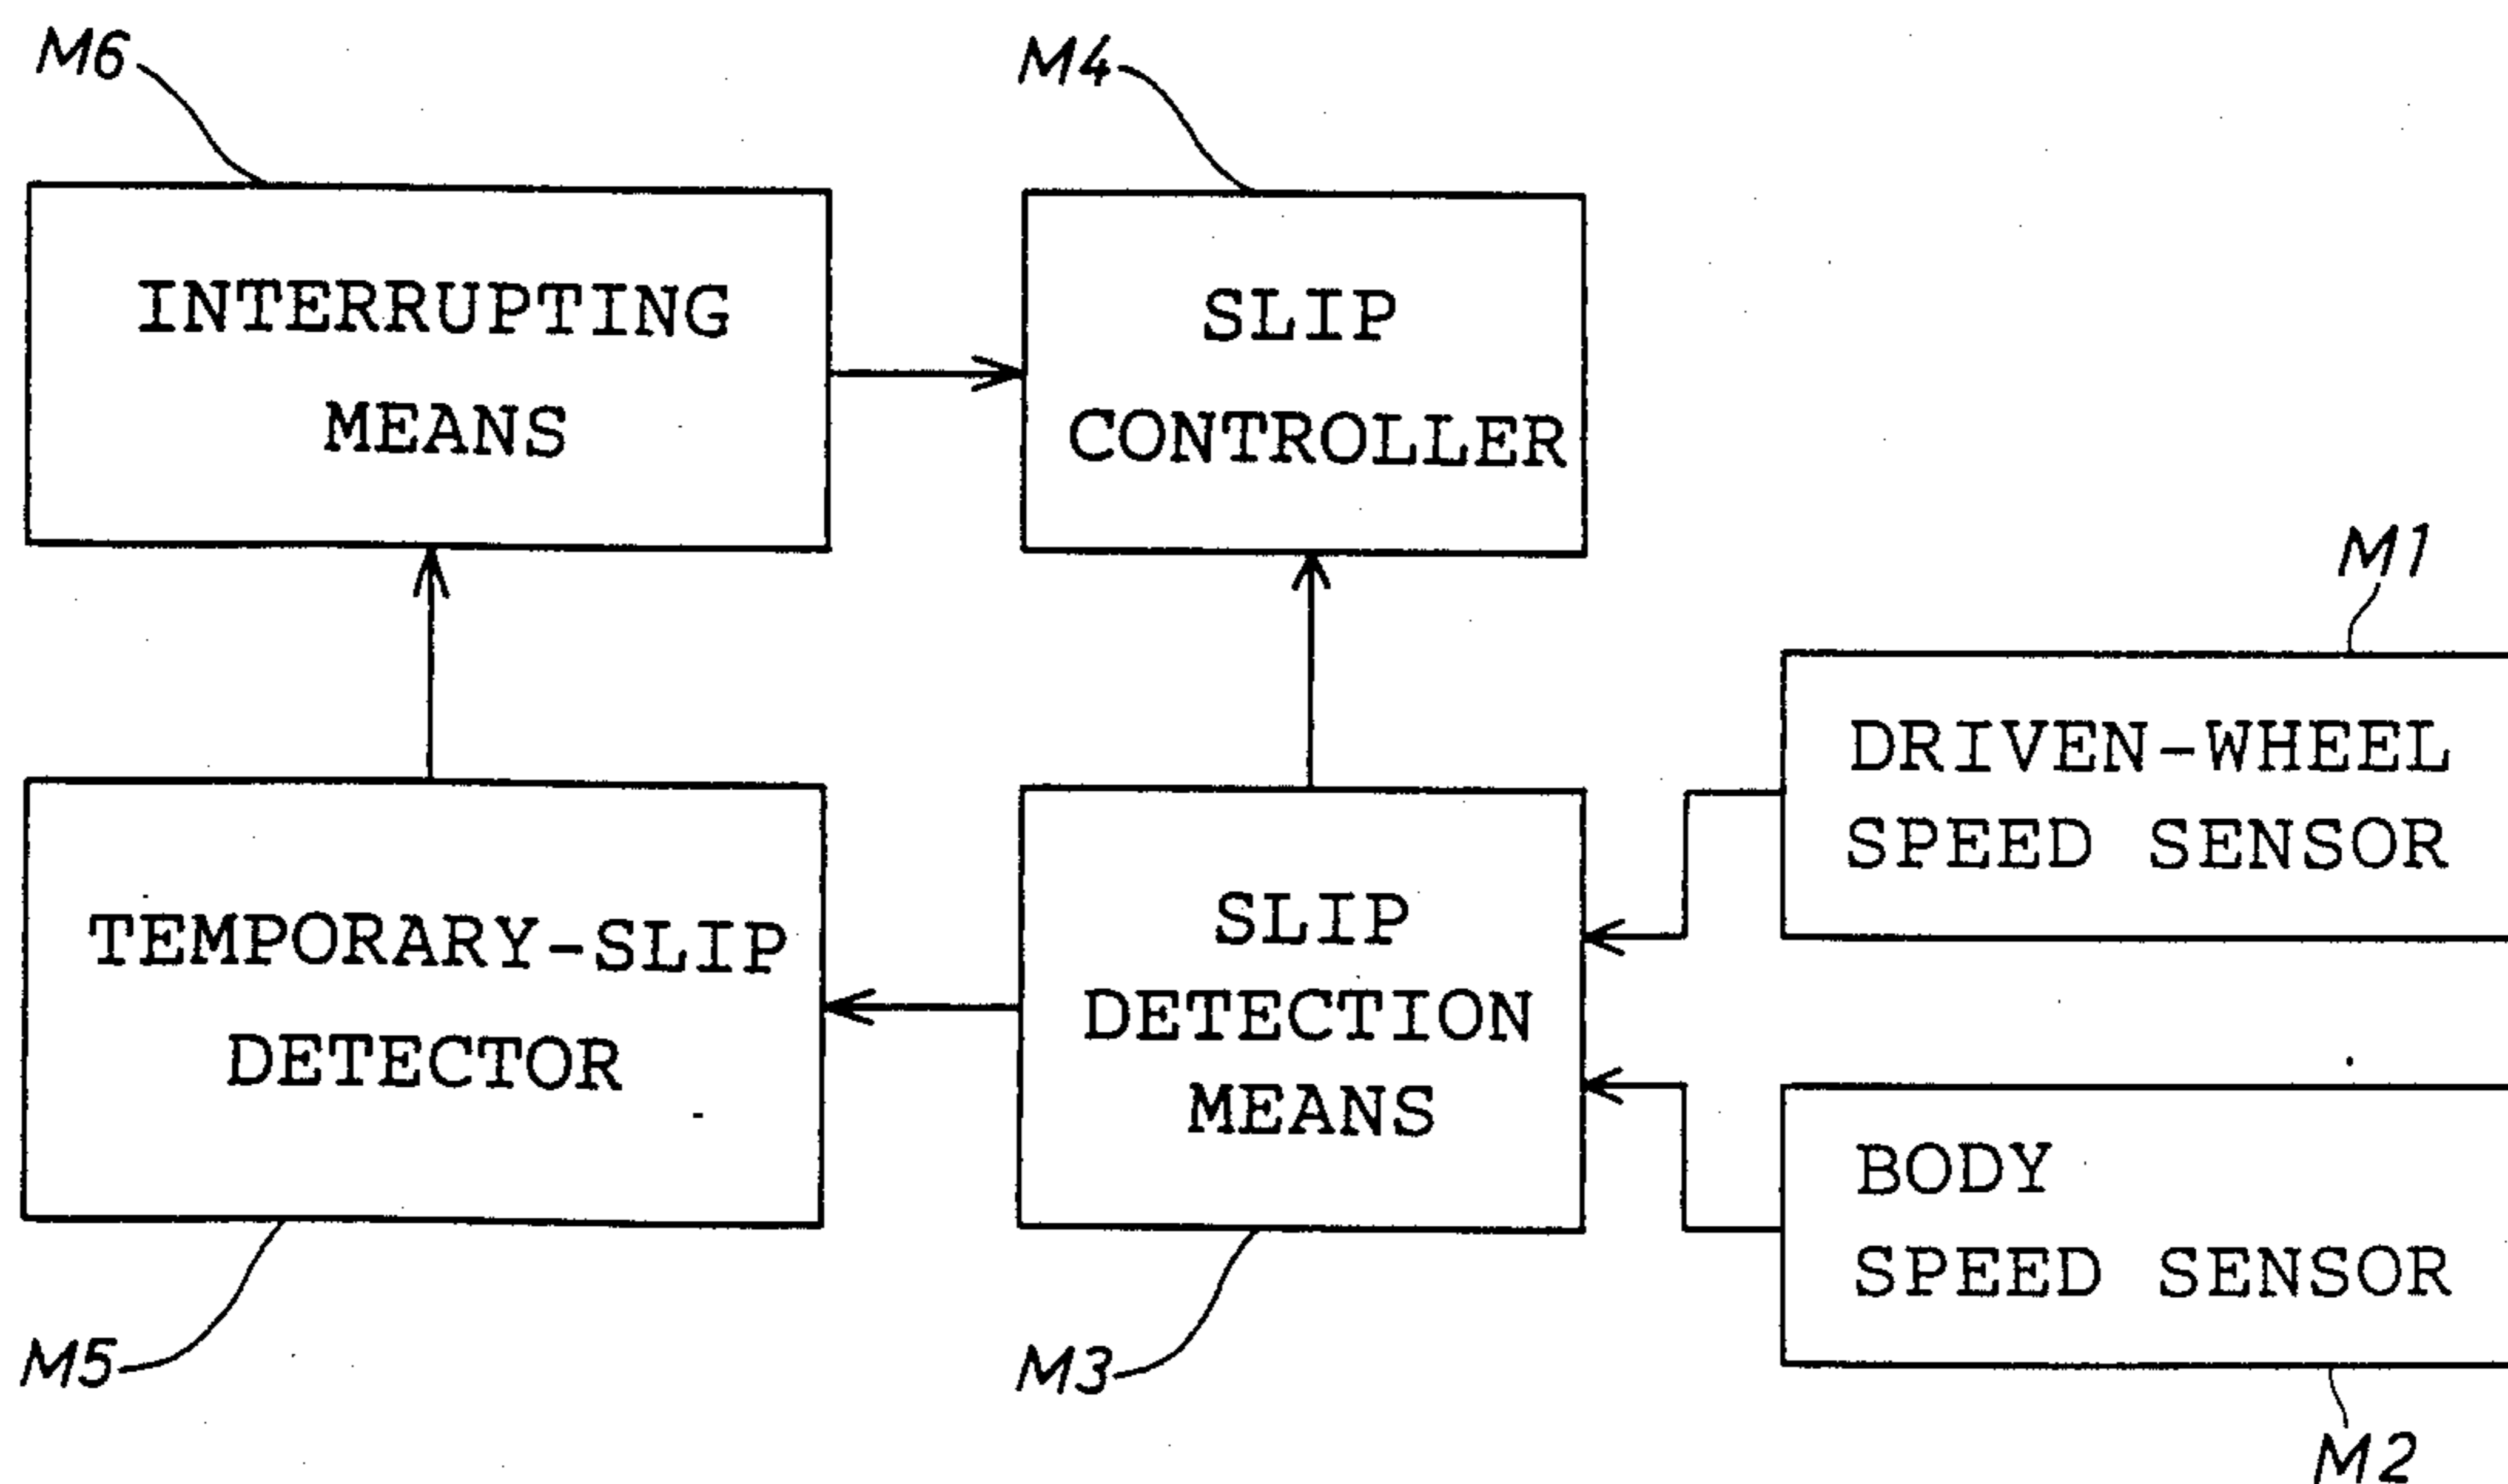 M6
M4
INTERRUPTING
MEANS
SLIP
CONTROLLER
M1
DRIVEN-WHEEL
SPEED SENSOR
TEMPORARY-SLIP
DETECTOR
SLIP
DETECTION
MEANS
BODY
SPEED SENSOR
M5
M3
M2